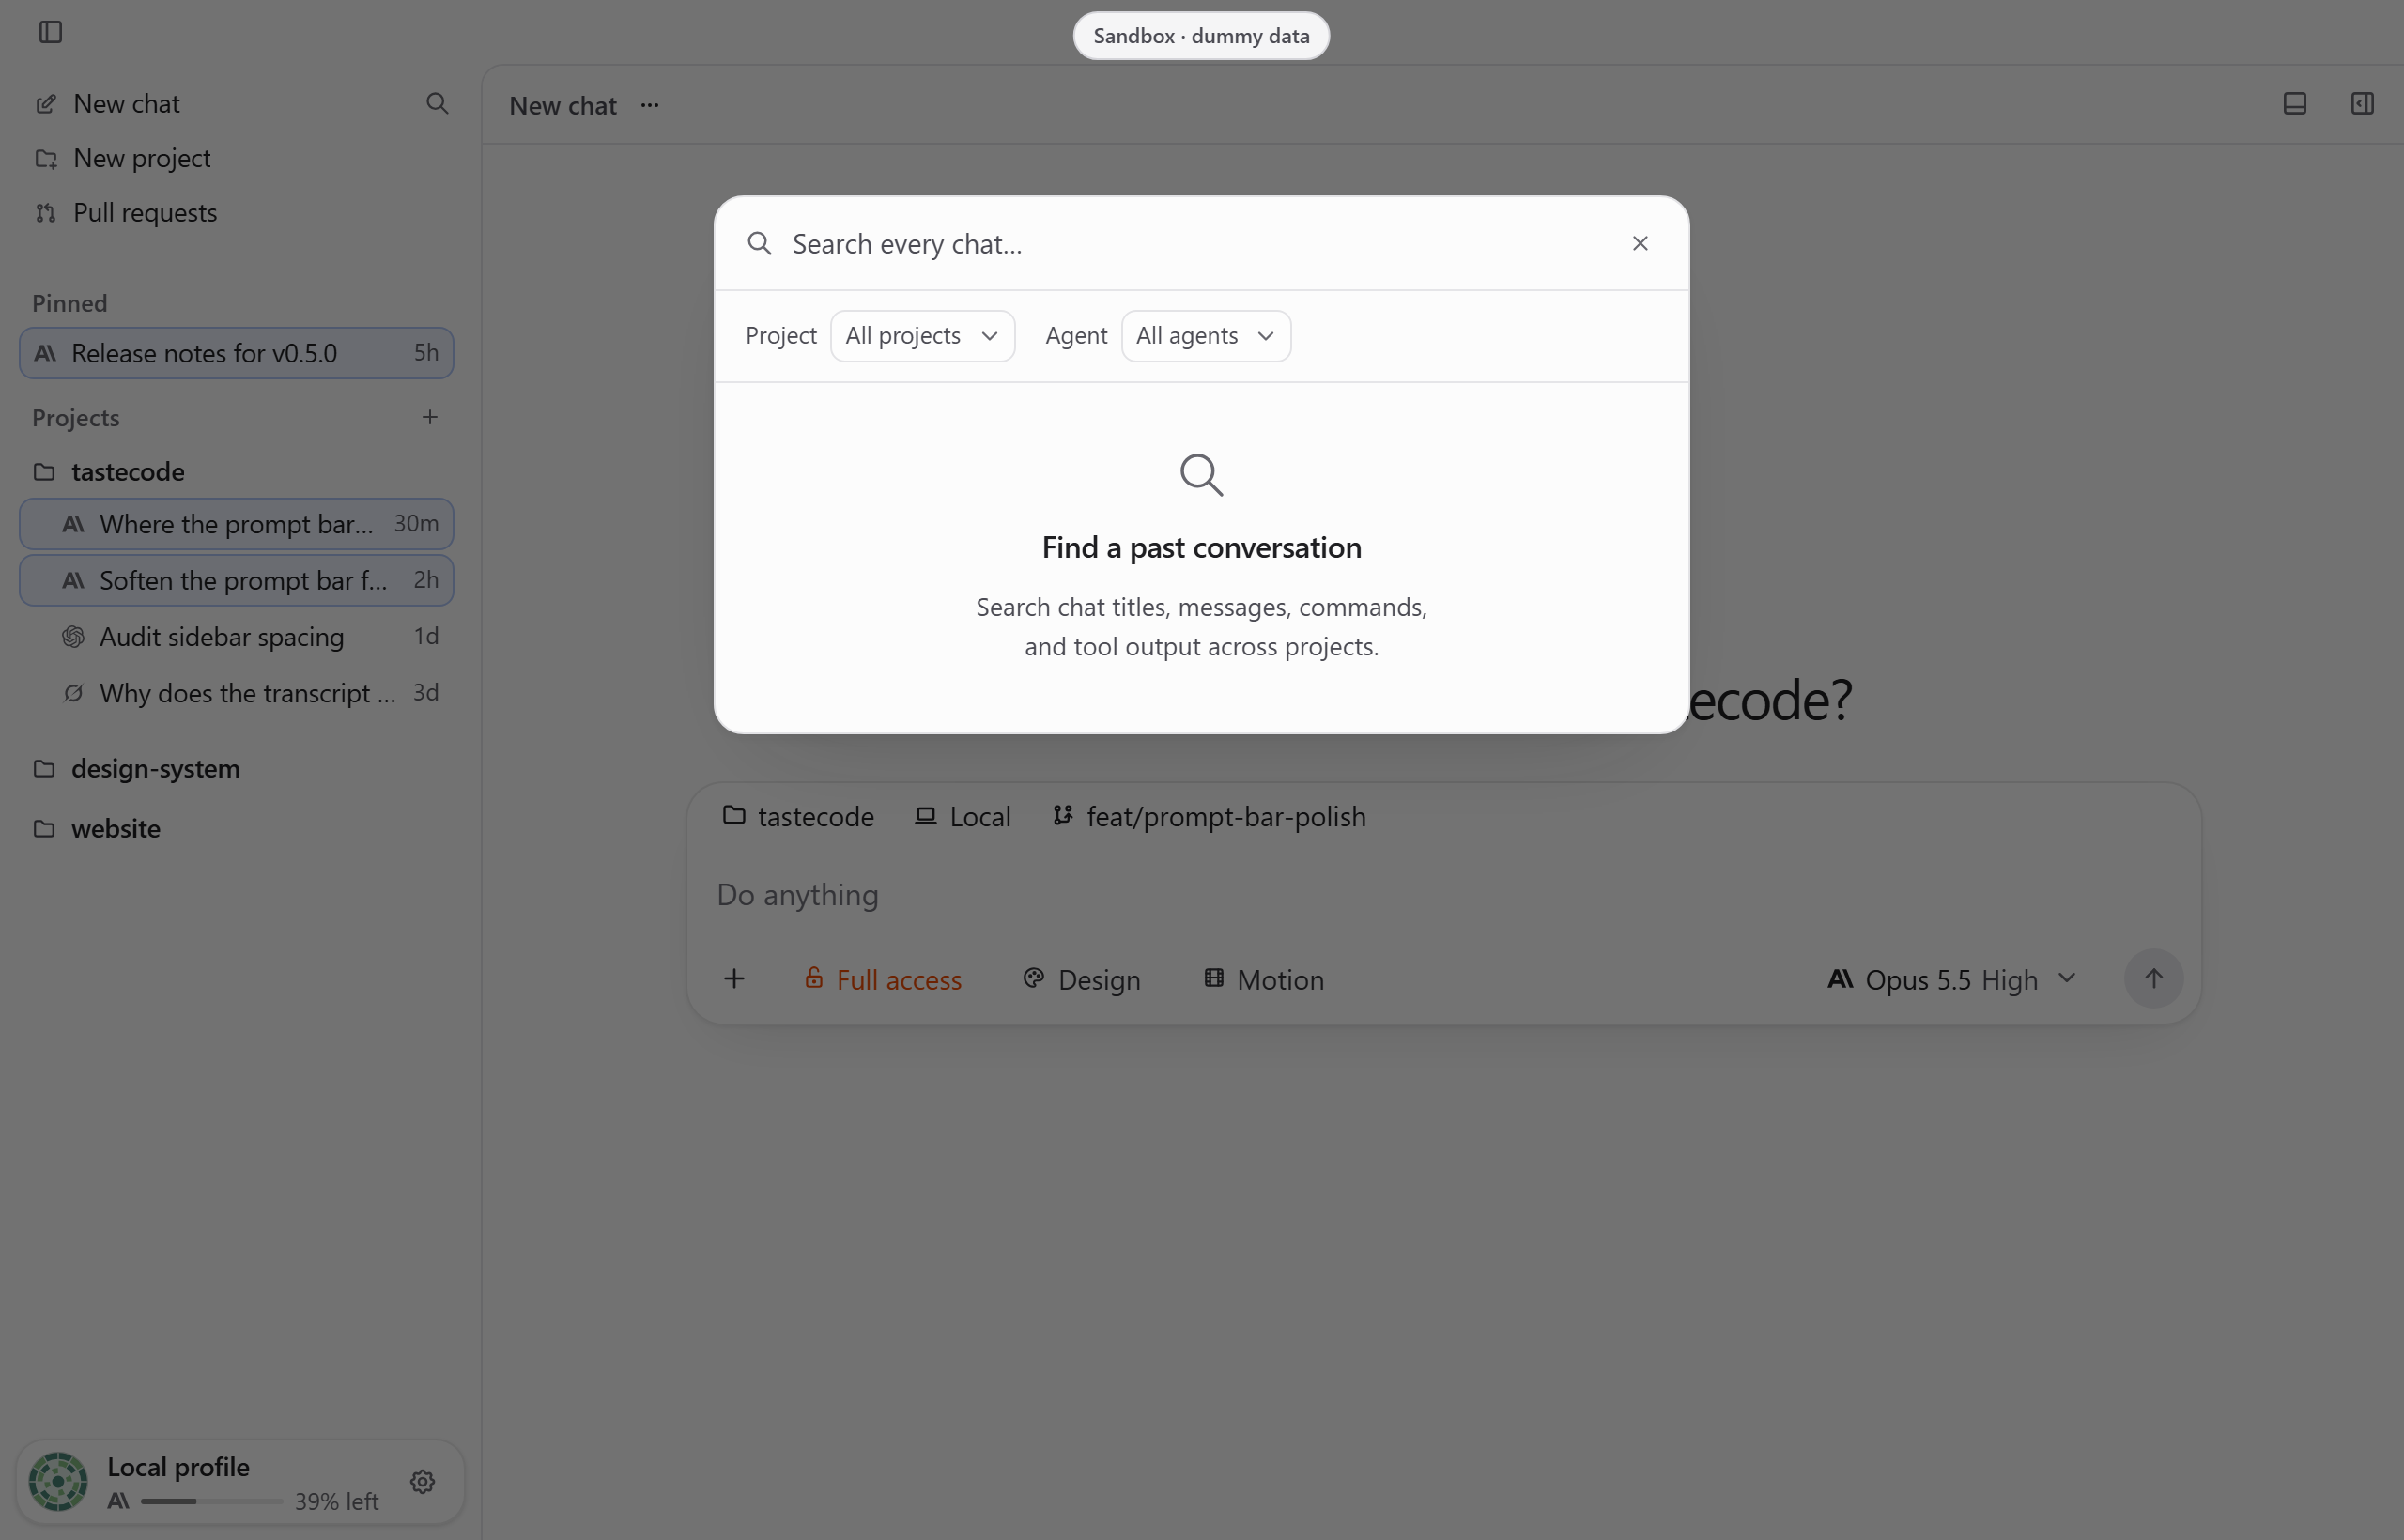 Sandbox · dummy data
New chat
New project
Pull requests
Pinned
Release notes for v0.5.0 5h
Projects
tastecode
Where the prompt bar... 30m
Soften the prompt bar f... 2h
Audit sidebar spacing 1d
Why does the transcript ... 3d
design-system
website
Local profile
39% left
New chat
Search every chat...
Project All projects Agent All agents
Find a past conversation
Search chat titles, messages, commands,
and tool output across projects.
ecode?
tastecode Local feat/prompt-bar-polish
Do anything
Full access Design Motion Opus 5.5 High